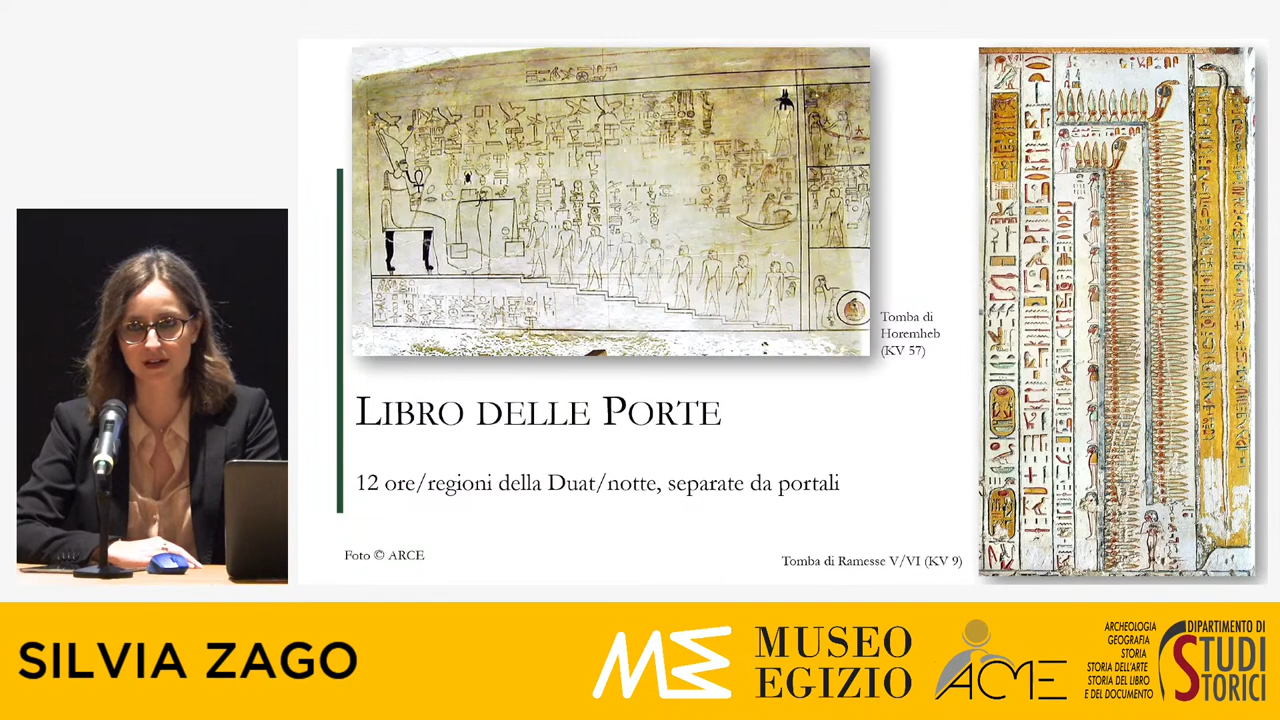 Tomba di
Horemheb
(KV 57)
LIBRO DELLE PORTE
12 ore/regioni della Duat/notte, separate da portali
Foto © ARCE
Tomba di Ramesse V/VI (KV 9)
SILVIA ZAGO
ME
MUSEO
EGIZIO
ACME
ARCHEOLOGIA
GEOGRAFIA
STORIA
STORIA DELL'ARTE
STORIA DEL LIBRO
E DEL DOCUMENTO
DIPARTIMENTO DI
STUDI
STORICI